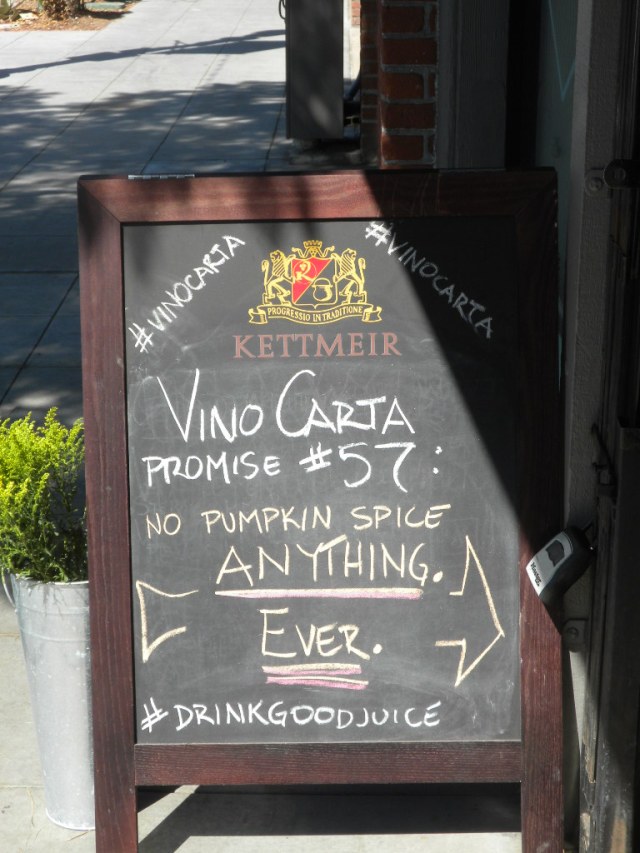 #VINOCARTA
#VINOCARTA
PROGRESSIO IN TRADITIONE
KETTMEIR
VINO CARTA
PROMISE #57:
NO PUMPKIN SPICE
ANYTHING.
EVER.
#DRINKGOODJUICE